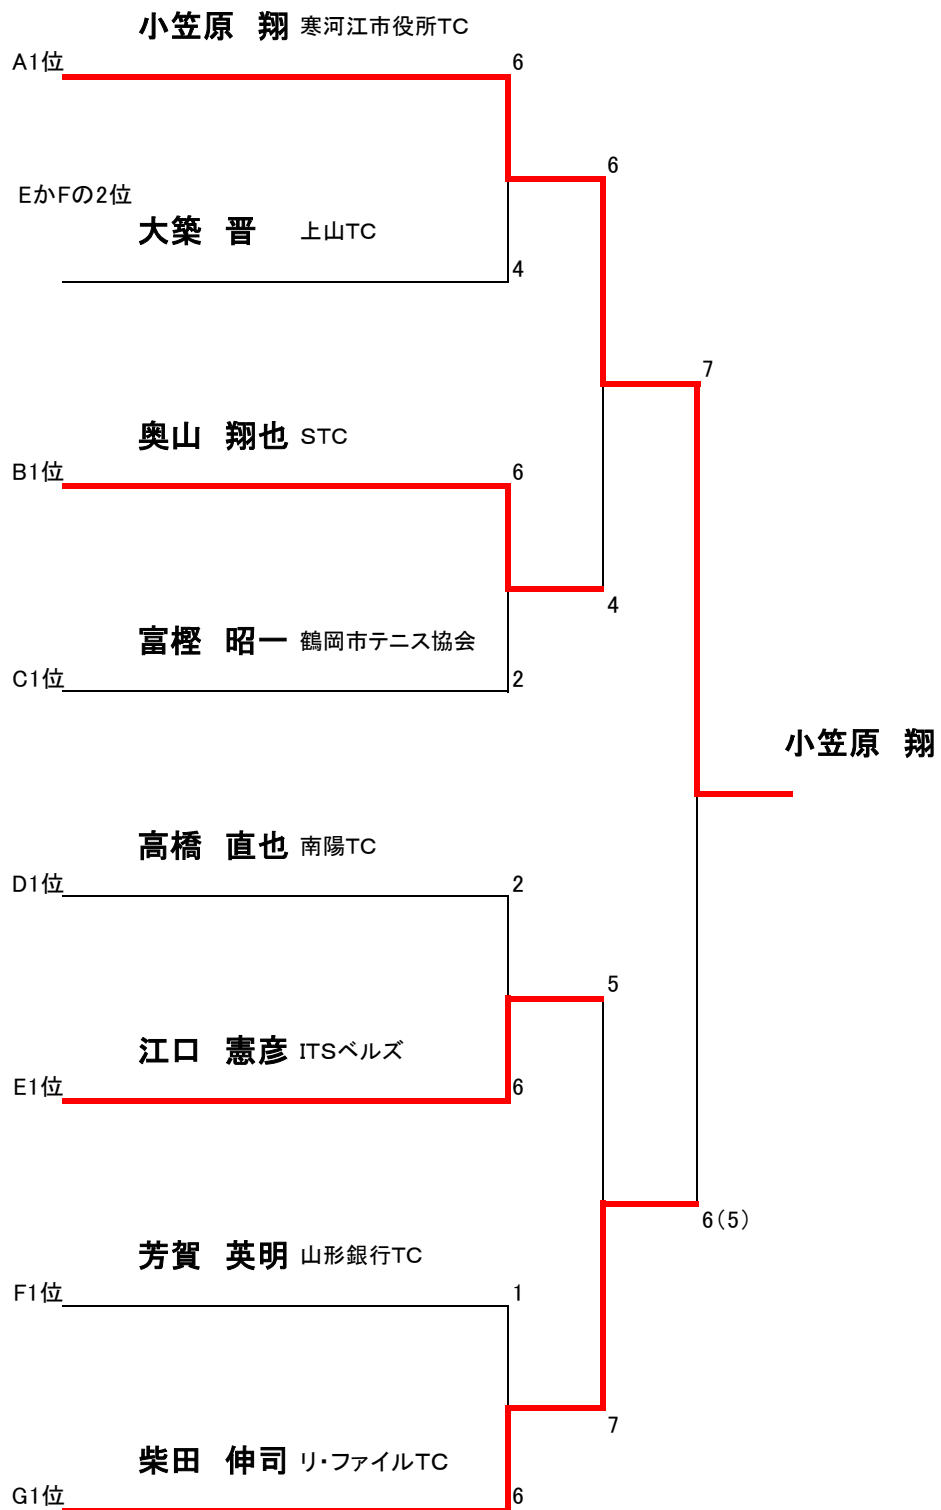 小笠原　翔 寒河江市役所TC
A1位
6
6
EかFの2位
大築　晋 上山TC
4
7
奥山　翔也 STC
B1位
6
4
富樫　昭一 鶴岡市テニス協会
C1位
2
小笠原　翔
高橋　直也 南陽TC
D1位
2
5
江口　憲彦 ITSベルズ
E1位
6
6(5)
芳賀　英明 山形銀行TC
F1位
1
7
柴田　伸司 リ・ファイルTC
G1位
6